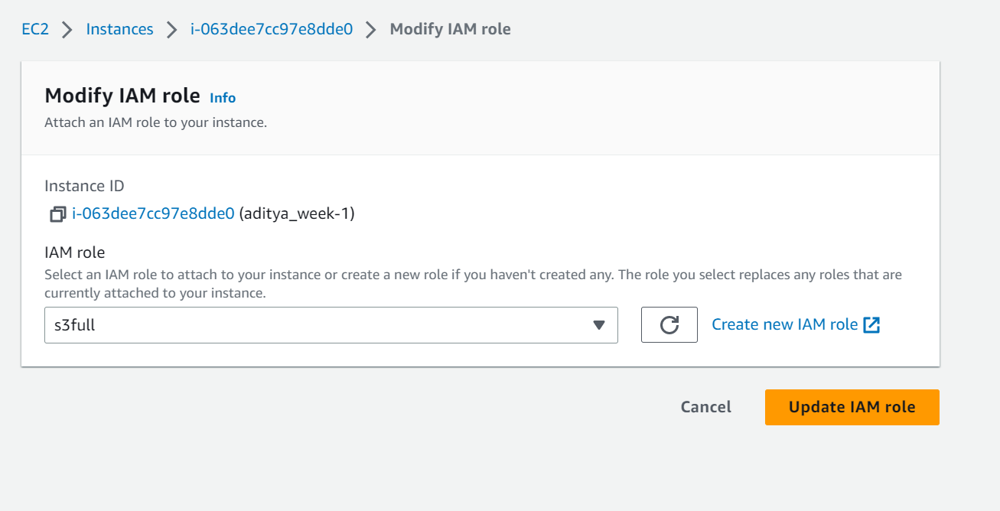 EC2 > Instances > i-063dee7cc97e8dde0 > Modify IAM role
Modify IAM role Info
Attach an IAM role to your instance.
Instance ID
i-063dee7cc97e8dde0 (aditya_week-1)
IAM role
Select an IAM role to attach to your instance or create a new role if you haven't created any. The role you select replaces any roles that are
currently attached to your instance.
s3full
Create new IAM role
Cancel
Update IAM role